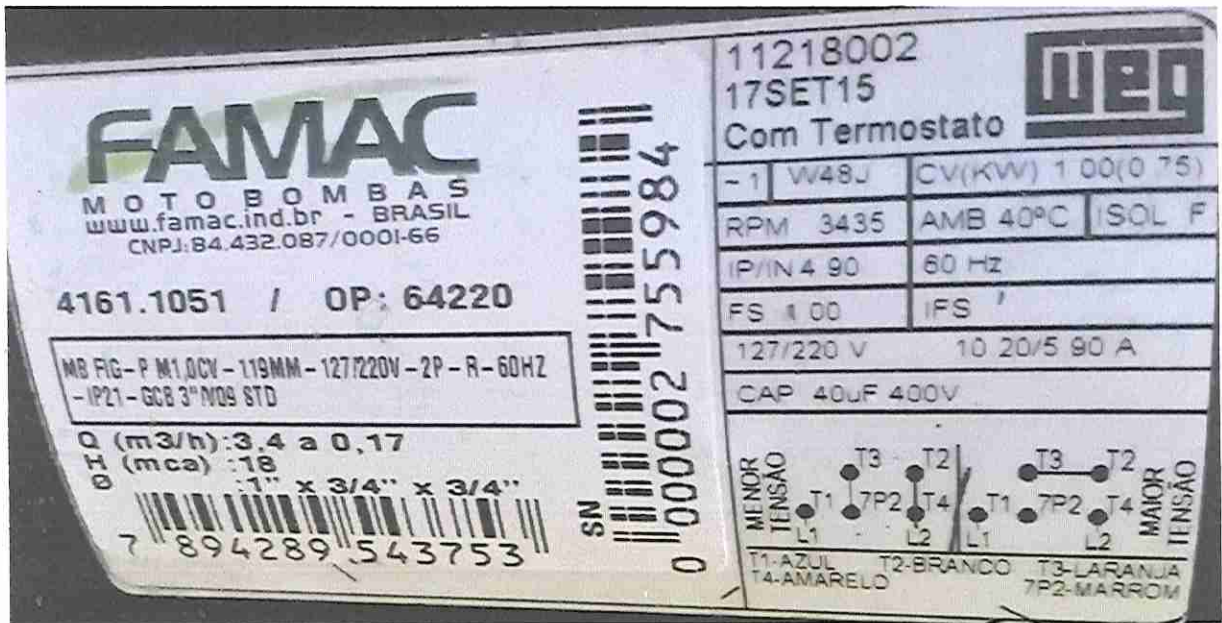 FAMAC
MOTOBOMBAS
www.famac.ind.br - BRASIL
CNPJ:84.432.087/0001-66
4161.1051 / OP: 64220
MB FIG-P M1,0CV-119MM-127/220V-2P-R-60HZ
-IP21-GCB 3" IV09 STD
Q (m3/h):3,4 a 0,17
H (mca) :18
Ø :1" x 3/4" x 3/4"
7 894289 543753
SN
0 000002 755984
11218002
17SET15
Com Termostato
weg
~ 1 W48J CV(KW) 1 00(0 75)
RPM 3435 AMB 40ºC ISOL F
IP/IN 4 90 60 Hz
FS 1 00 IFS
127/220 V 10 20/5 90 A
CAP 40uF 400V
MENOR TENSÃO
T3 T2
T1 7P2 T4
L1 L2
T3 T2
T1 7P2 T4
L1 L2
MAIOR TENSÃO
T1-AZUL T2-BRANCO T3-LARANJA
T4-AMARELO 7P2-MARROM